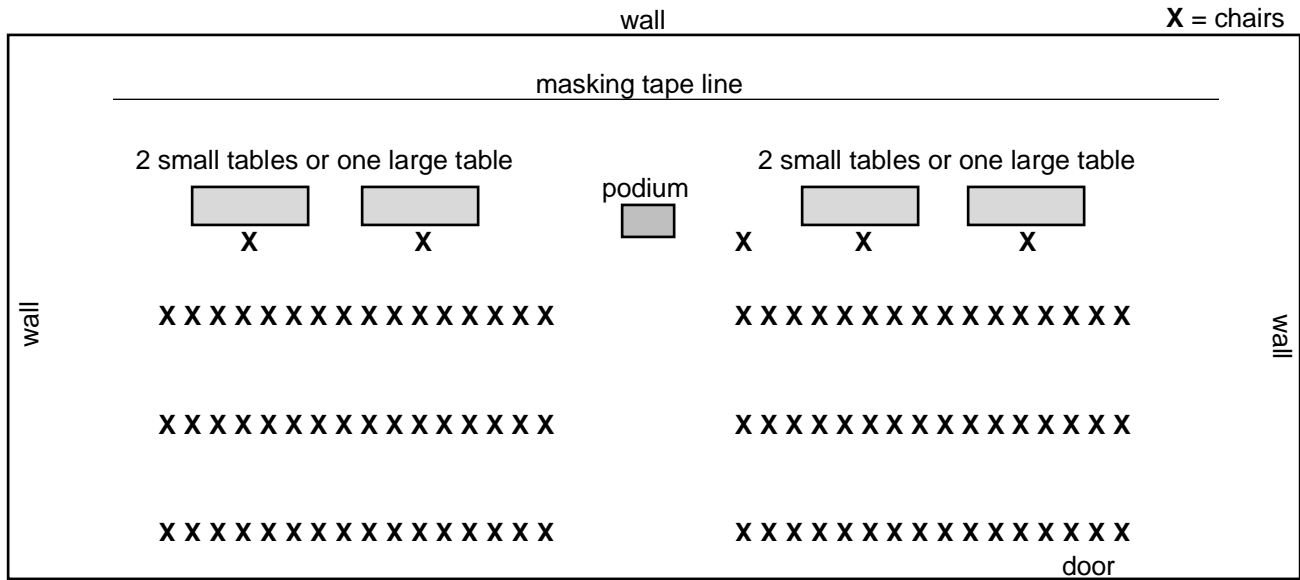 wall
X = chairs
masking tape line
2 small tables or one large table
2 small tables or one large table
podium
X X X X X
wall
X X X X X X X X X X X X X X X X X X X X X X X X X X X X X X X X
wall
X X X X X X X X X X X X X X X X X X X X X X X X X X X X X X X X
X X X X X X X X X X X X X X X X X X X X X X X X X X X X X X X X
door